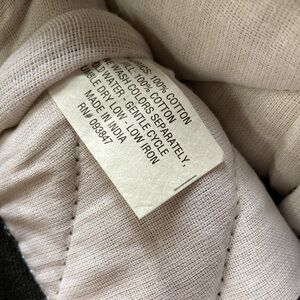 100% COTTON
100% COTTON
WASH COLORS SEPARATELY.
WATER - GENTLE CYCLE
DRY LOW - LOW IRON
MADE IN INDIA
RN# 093847